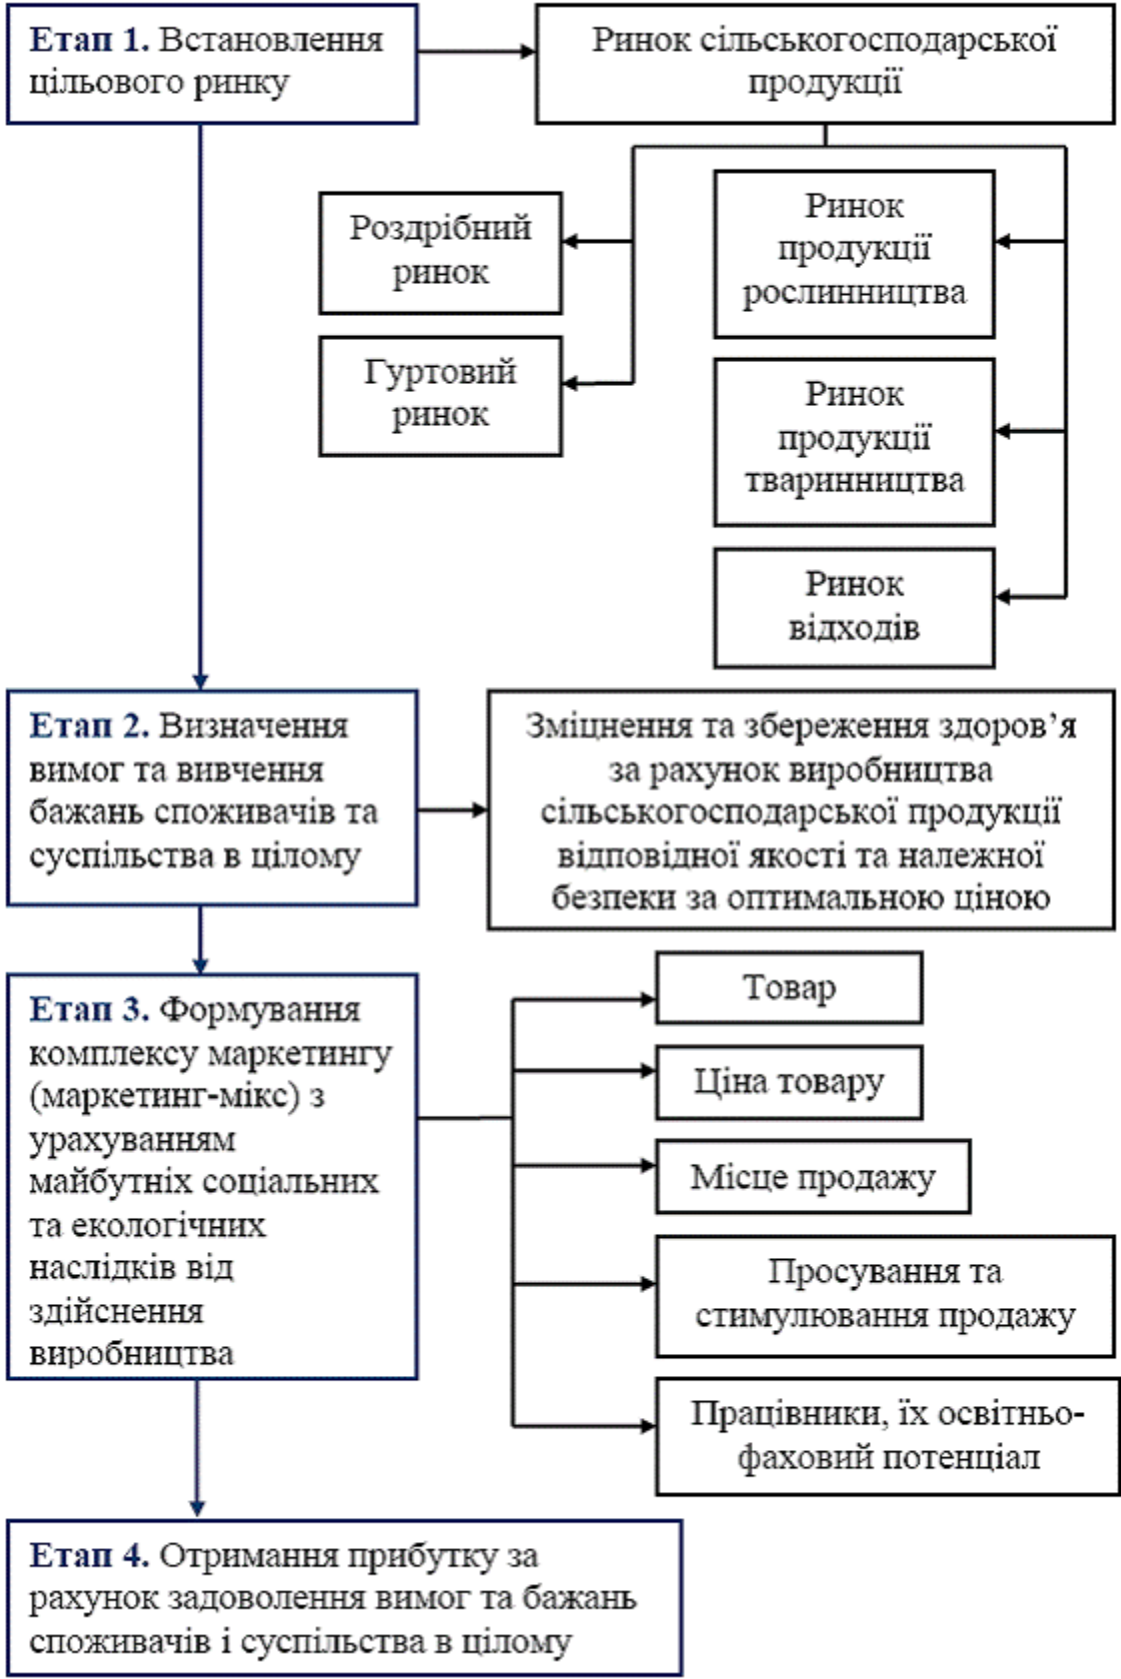 Етап 1. Встановлення
цільового ринку
Ринок сільськогосподарської
продукції
Роздрібний
ринок
Гуртовий
ринок
Ринок
продукції
рослинництва
Ринок
продукції
тваринництва
Ринок
відходів
Етап 2. Визначення
вимог та вивчення
бажань споживачів та
суспільства в цілому
Зміцнення та збереження здоров’я
за рахунок виробництва
сільськогосподарської продукції
відповідної якості та належної
безпеки за оптимальною ціною
Етап 3. Формування
комплексу маркетингу
(маркетинг-мікс) з
урахуванням
майбутніх соціальних
та екологічних
наслідків від
здійснення
виробництва
Товар
Ціна товару
Місце продажу
Просування та
стимулювання продажу
Працівники, їх освітньо-
фаховий потенціал
Етап 4. Отримання прибутку за
рахунок задоволення вимог та бажань
споживачів і суспільства в цілому